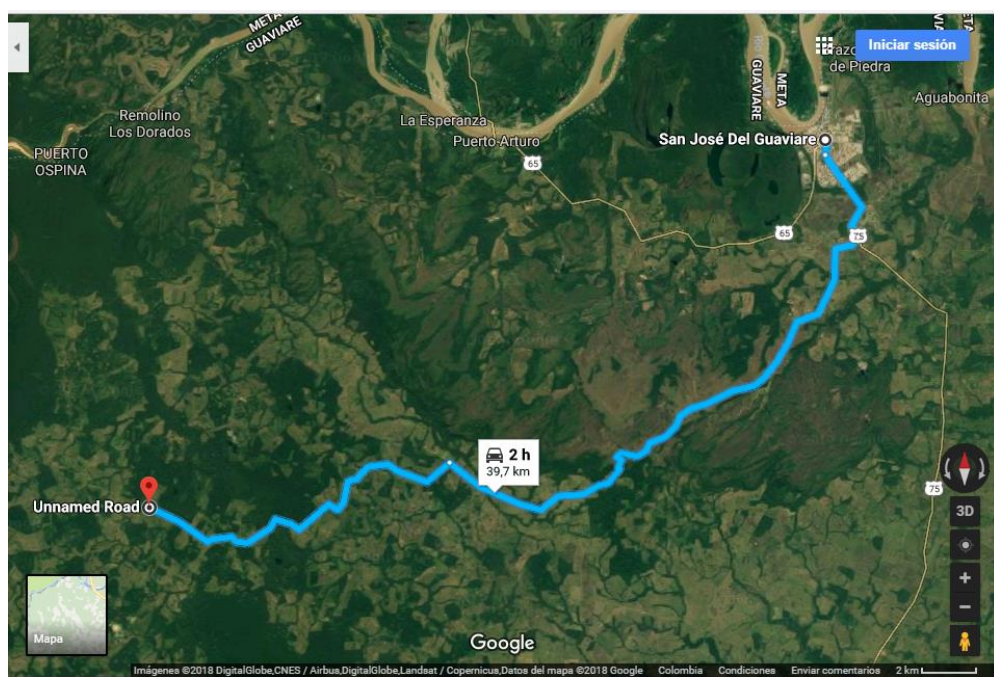 META
GUAVIARE
Iniciar sesión
de Piedra
Aguabonita
Remolino
Los Dorados
PUERTO
OSPINA
La Esperanza
Puerto Arturo
65
RÍO
GUAVIARE
META
San José Del Guaviare
65
75
2 h
39,7 km
Unnamed Road
75
3D
Mapa
Google
Imágenes ©2018 DigitalGlobe,CNES / Airbus,DigitalGlobe,Landsat / Copernicus,Datos del mapa ©2018 Google Colombia Condiciones Enviar comentarios 2 km